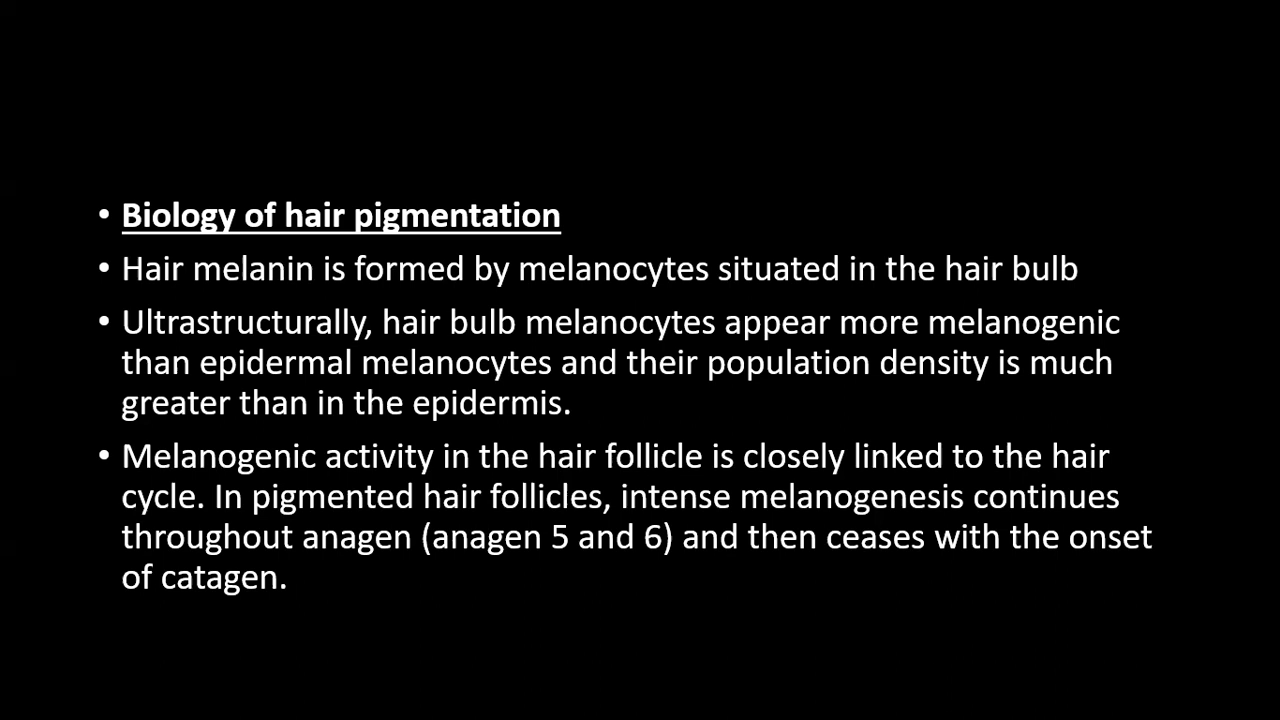 • Biology of hair pigmentation
• Hair melanin is formed by melanocytes situated in the hair bulb
• Ultrastructurally, hair bulb melanocytes appear more melanogenic
than epidermal melanocytes and their population density is much
greater than in the epidermis.
• Melanogenic activity in the hair follicle is closely linked to the hair
cycle. In pigmented hair follicles, intense melanogenesis continues
throughout anagen (anagen 5 and 6) and then ceases with the onset
of catagen.